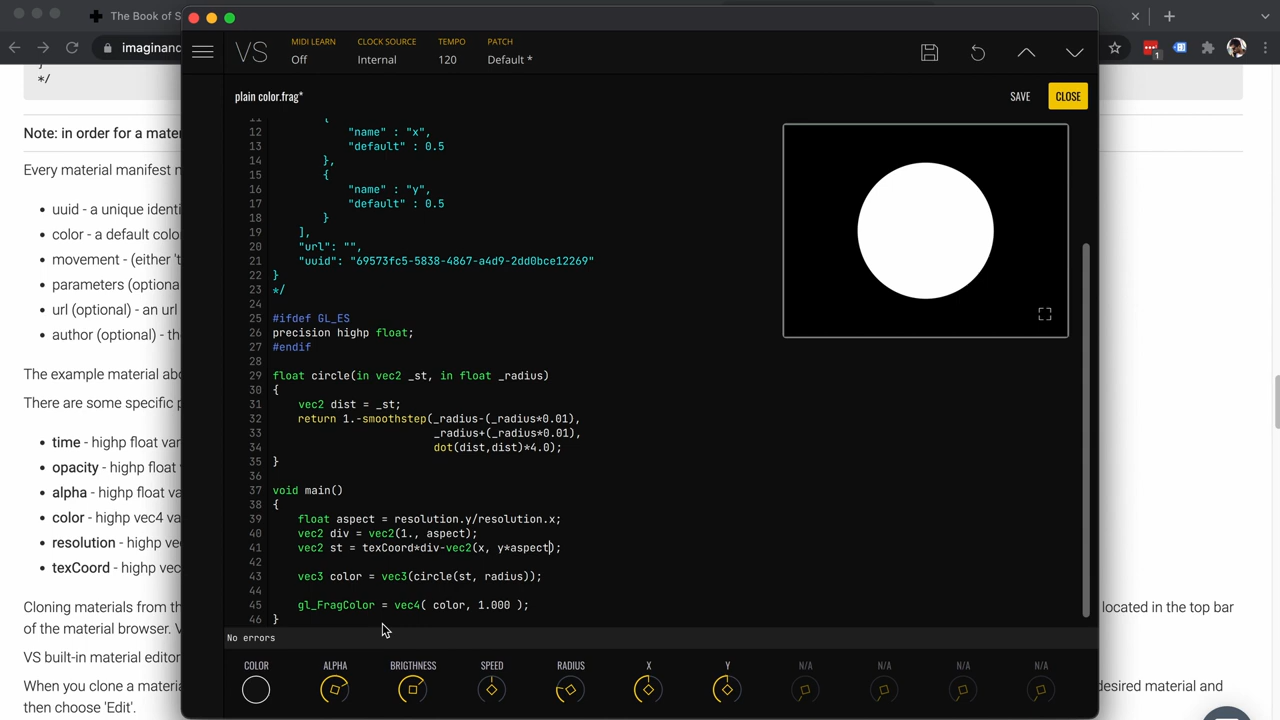 The Book of S
imaginand
VS
MIDI LEARN
Off
CLOCK SOURCE
Internal
TEMPO
120
PATCH
Default *
plain color.frag*
SAVE
CLOSE
*/
Note: in order for a mater
Every material manifest m
• uuid - a unique identi
• color - a default colo
• movement - (either 't
• parameters (optiona
• url (optional) - an url
• author (optional) - th
The example material abo
There are some specific p
• time - highp float var
• opacity - highp float
• alpha - highp float va
• color - highp vec4 va
• resolution - highp vec
• texCoord - highp vec
Cloning materials from th
of the material browser. V
VS built-in material editor
When you clone a materia
then choose 'Edit'.
located in the top bar
desired material and
11 {
12 "name" : "x",
13 "default" : 0.5
14 },
15 {
16 "name" : "y",
17 "default" : 0.5
18 }
19 ],
20 "url": "",
21 "uuid": "69573fc5-5838-4867-a4d9-2dd0bce12269"
22 }
23 */
24
25 #ifdef GL_ES
26 precision highp float;
27 #endif
28
29 float circle(in vec2 _st, in float _radius)
30 {
31 vec2 dist = _st;
32 return 1.-smoothstep(_radius-(_radius*0.01),
33 _radius+(_radius*0.01),
34 dot(dist,dist)*4.0);
35 }
36
37 void main()
38 {
39 float aspect = resolution.y/resolution.x;
40 vec2 div = vec2(1., aspect);
41 vec2 st = texCoord*div-vec2(x, y*aspect);
42
43 vec3 color = vec3(circle(st, radius));
44
45 gl_FragColor = vec4( color, 1.000 );
46 }
No errors
COLOR
ALPHA
BRIGTHNESS
SPEED
RADIUS
X
Y
N/A
N/A
N/A
N/A